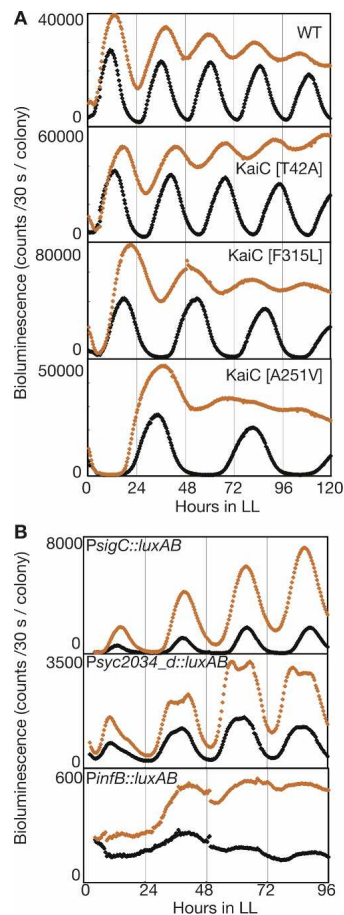 A
Bioluminescence (counts /30 s / colony)
40000
WT
0
60000
KaiC [T42A]
0
80000
KaiC [F315L]
0
50000
KaiC [A251V]
0
0 24 48 72 96 120
Hours in LL
B
Bioluminescence (counts /30 s / colony)
8000
PsigC::luxAB
0
3500
Psyc2034_d::luxAB
0
600
PinfB::luxAB
0
0 24 48 72 96
Hours in LL